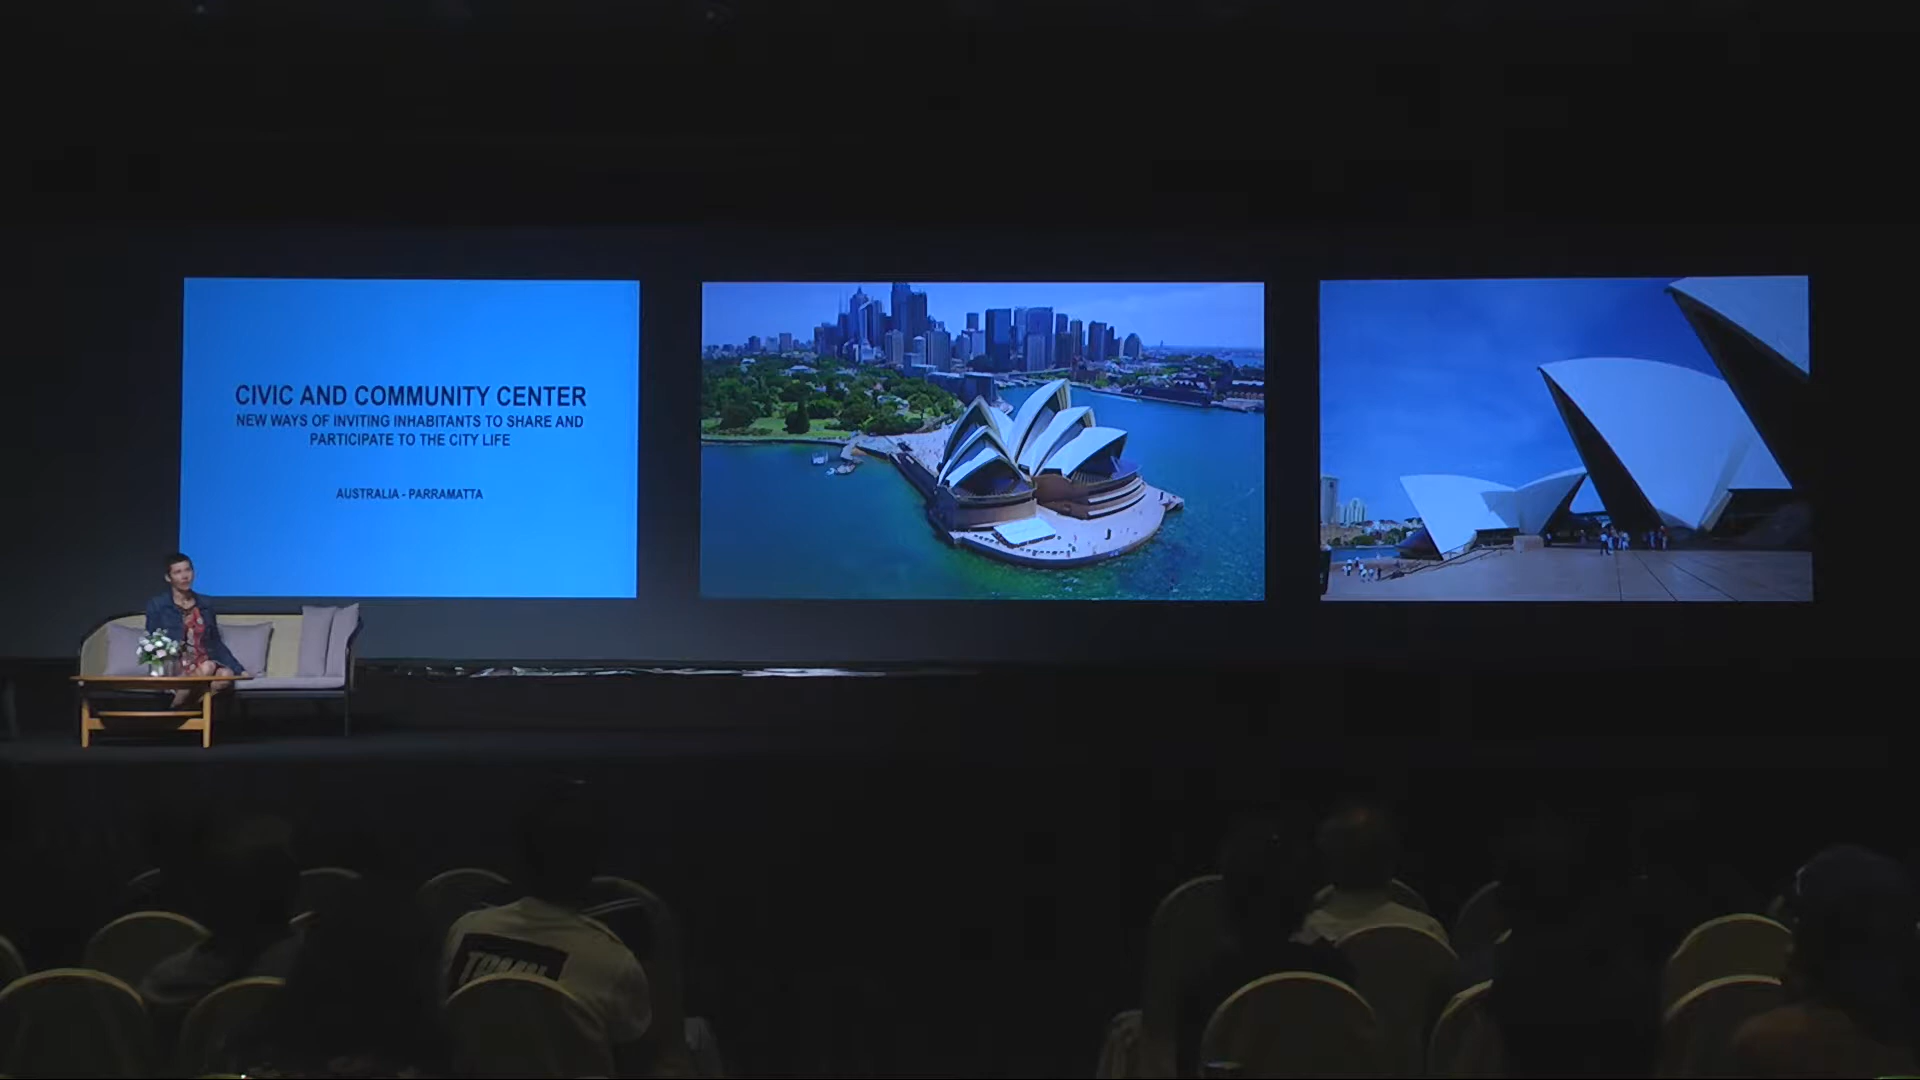 CIVIC AND COMMUNITY CENTER
NEW WAYS OF INVITING INHABITANTS TO SHARE AND
PARTICIPATE TO THE CITY LIFE
AUSTRALIA - PARRAMATTA